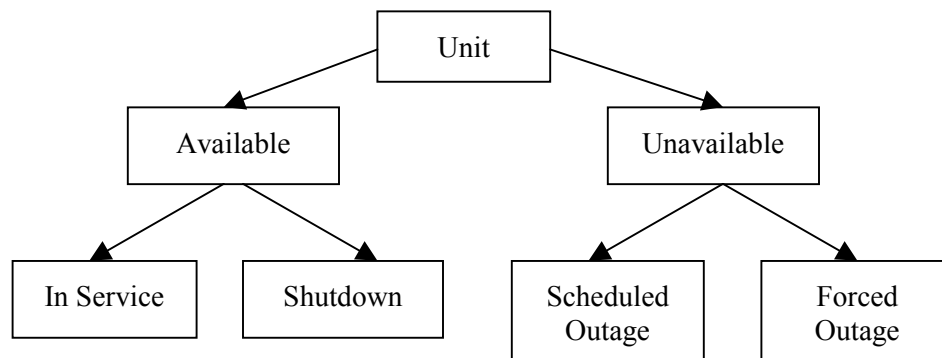 Unit
Available
Unavailable
In Service
Shutdown
Scheduled
Outage
Forced
Outage